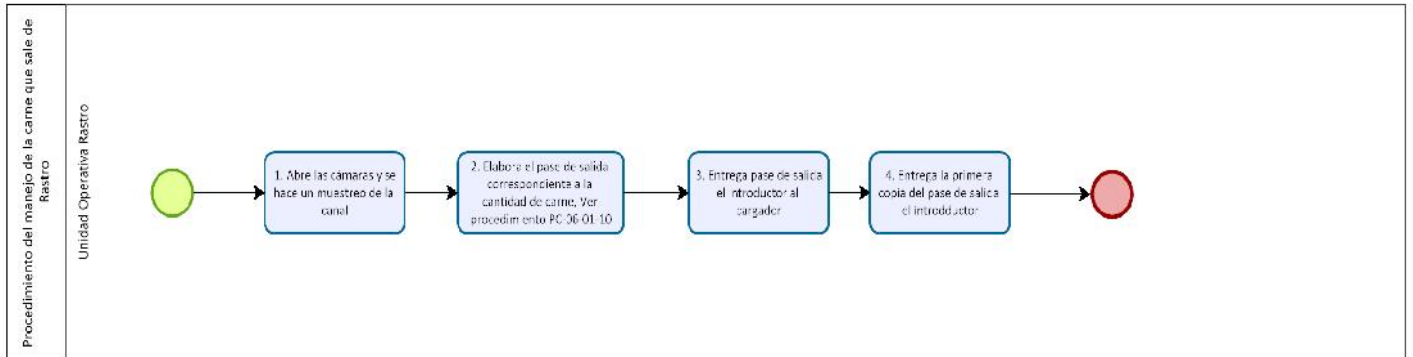 Procedimiento del manejo de la carne que sale de
Rastro
Unidad Operativa Rastro
1. Abre las cámaras y se
hace un muestreo de la
canal
2. Elabora el pase de salida
correspondiente a la
cantidad de carne, Ver
procedimiento PC-06-01-10
3. Entrega pase de salida
el introductor al
cargador
4. Entrega la primera
copia del pase de salida
el introdductor